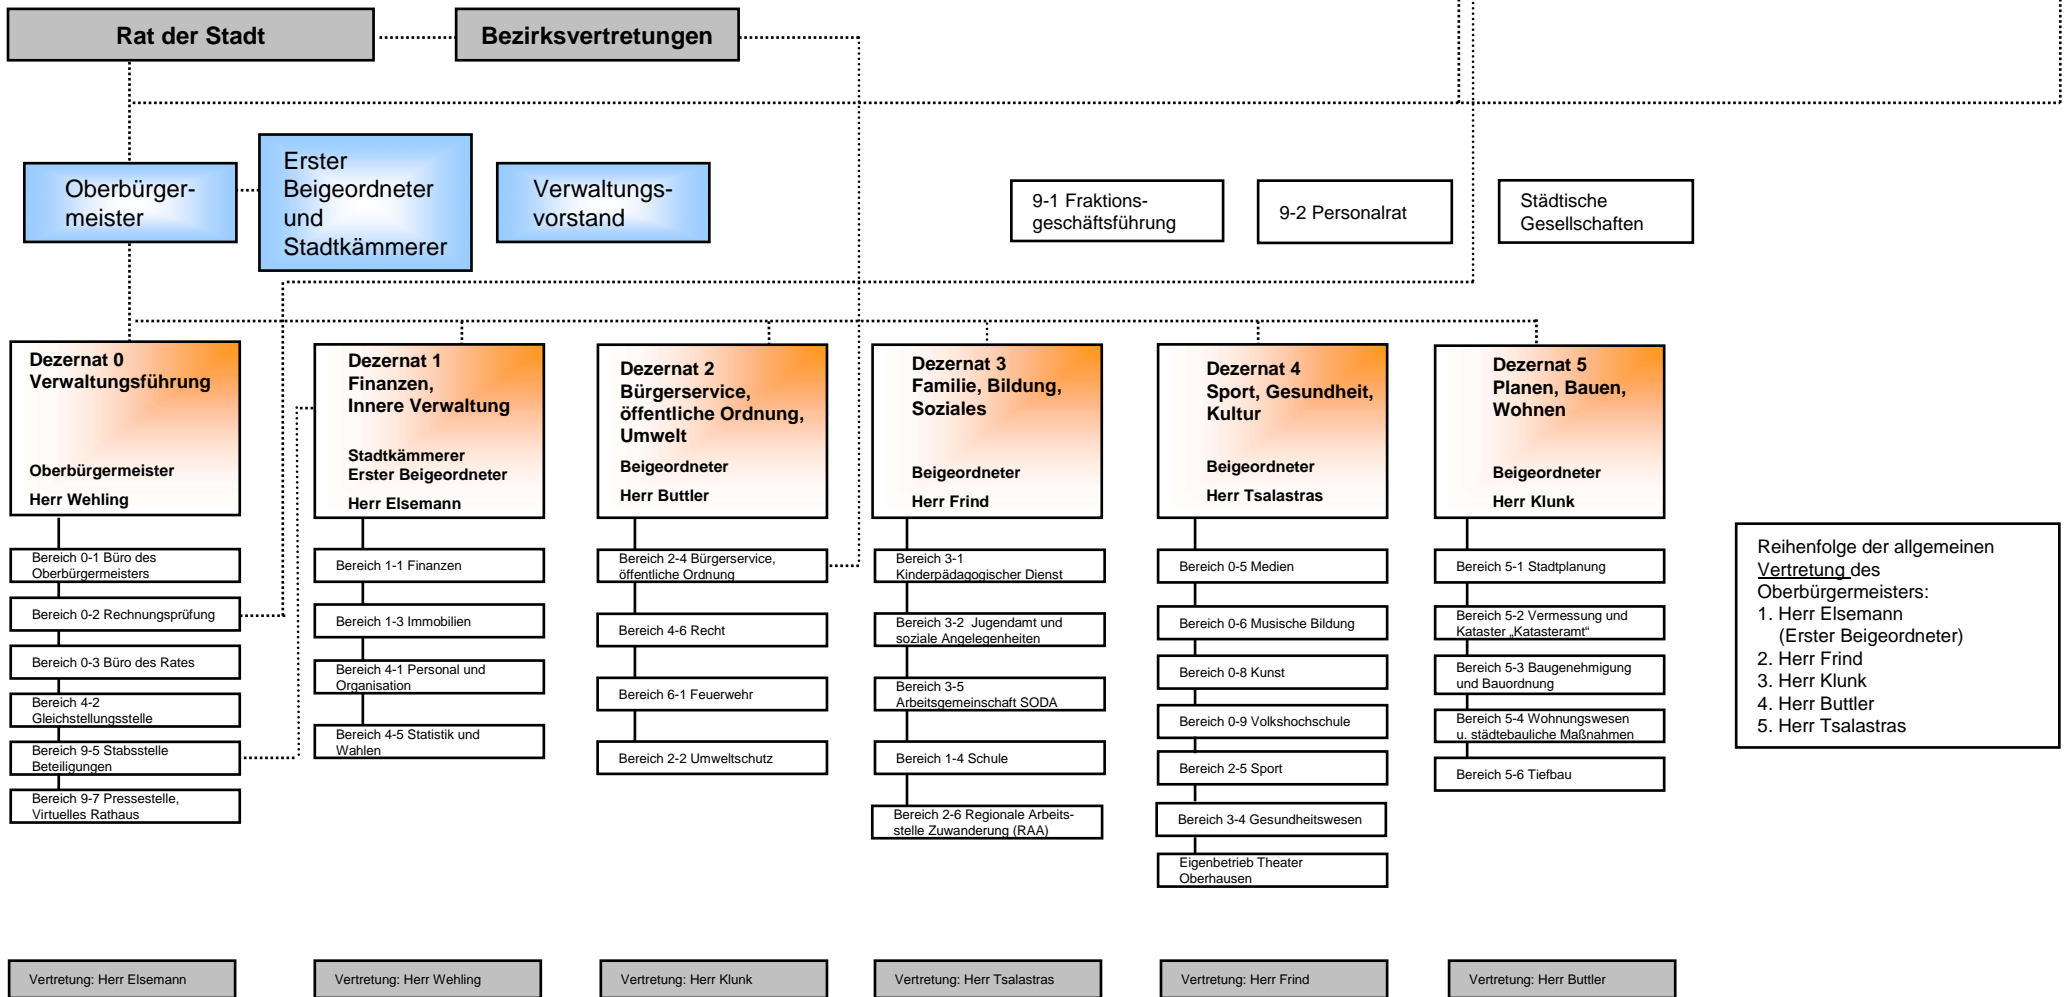 Rat der Stadt
Bezirksvertretungen
Oberbürger-
meister
Erster
Beigeordneter
und
Stadtkämmerer
Verwaltungs-
vorstand
9-1 Fraktions-
geschäftsführung
9-2 Personalrat
Städtische
Gesellschaften
Dezernat 0
Verwaltungsführung
Oberbürgermeister
Herr Wehling
Bereich 0-1 Büro des
Oberbürgermeisters
Bereich 0-2 Rechnungsprüfung
Bereich 0-3 Büro des Rates
Bereich 4-2
Gleichstellungsstelle
Bereich 9-5 Stabsstelle
Beteiligungen
Bereich 9-7 Pressestelle,
Virtuelles Rathaus
Dezernat 1
Finanzen,
Innere Verwaltung
Stadtkämmerer
Erster Beigeordneter
Herr Elsemann
Bereich 1-1 Finanzen
Bereich 1-3 Immobilien
Bereich 4-1 Personal und
Organisation
Bereich 4-5 Statistik und
Wahlen
Dezernat 2
Bürgerservice,
öffentliche Ordnung,
Umwelt
Beigeordneter
Herr Buttler
Bereich 2-4 Bürgerservice,
öffentliche Ordnung
Bereich 4-6 Recht
Bereich 6-1 Feuerwehr
Bereich 2-2 Umweltschutz
Dezernat 3
Familie, Bildung,
Soziales
Beigeordneter
Herr Frind
Bereich 3-1
Kinderpädagogischer Dienst
Bereich 3-2 Jugendamt und
soziale Angelegenheiten
Bereich 3-5
Arbeitsgemeinschaft SODA
Bereich 1-4 Schule
Bereich 2-6 Regionale Arbeits-
stelle Zuwanderung (RAA)
Dezernat 4
Sport, Gesundheit,
Kultur
Beigeordneter
Herr Tsalastras
Bereich 0-5 Medien
Bereich 0-6 Musische Bildung
Bereich 0-8 Kunst
Bereich 0-9 Volkshochschule
Bereich 2-5 Sport
Bereich 3-4 Gesundheitswesen
Eigenbetrieb Theater
Oberhausen
Dezernat 5
Planen, Bauen,
Wohnen
Beigeordneter
Herr Klunk
Bereich 5-1 Stadtplanung
Bereich 5-2 Vermessung und
Kataster „Katasteramt“
Bereich 5-3 Baugenehmigung
und Bauordnung
Bereich 5-4 Wohnungswesen
u. städtebauliche Maßnahmen
Bereich 5-6 Tiefbau
Reihenfolge der allgemeinen
Vertretung des
Oberbürgermeisters:
1. Herr Elsemann
(Erster Beigeordneter)
2. Herr Frind
3. Herr Klunk
4. Herr Buttler
5. Herr Tsalastras
Vertretung: Herr Elsemann
Vertretung: Herr Wehling
Vertretung: Herr Klunk
Vertretung: Herr Tsalastras
Vertretung: Herr Frind
Vertretung: Herr Buttler